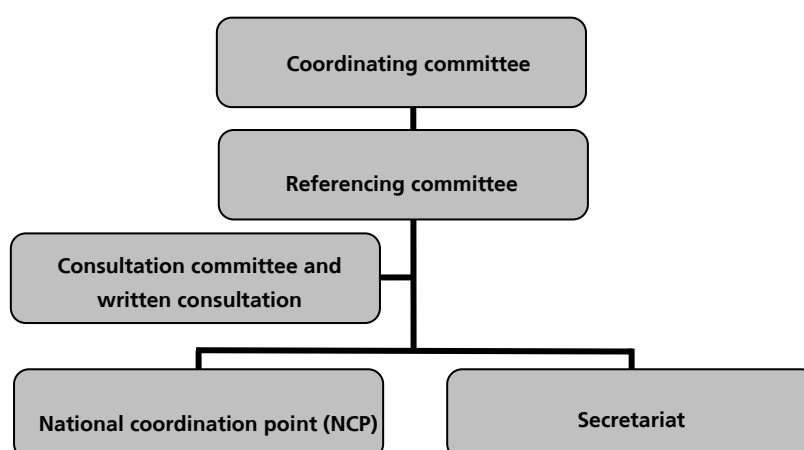 Coordinating committee
Referencing committee
Consultation committee and
written consultation
National coordination point (NCP)
Secretariat